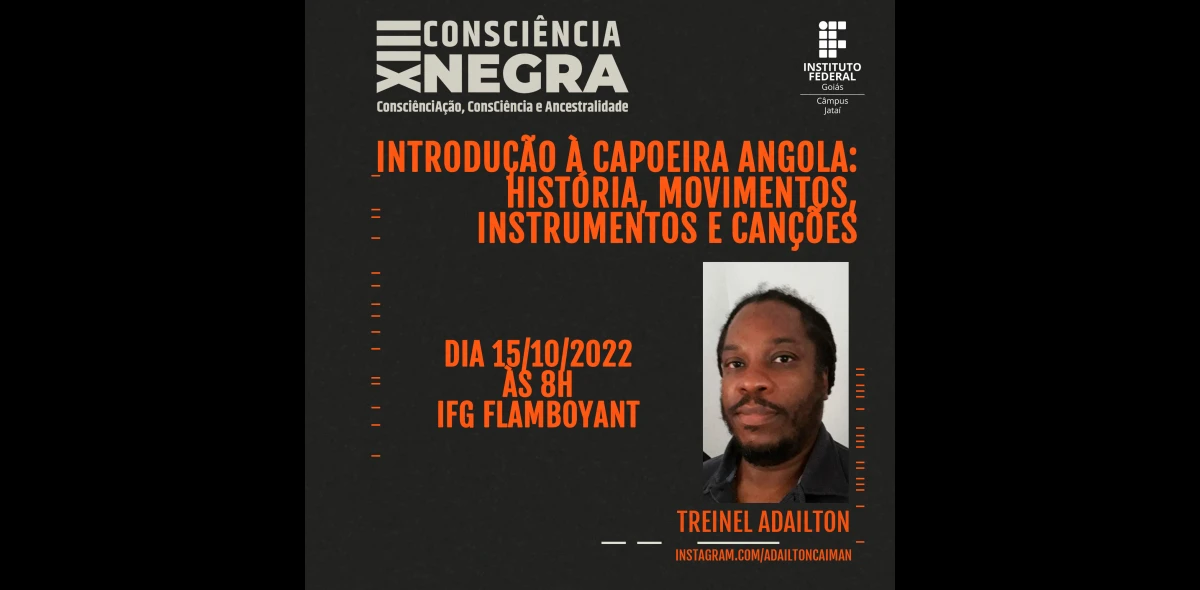 XIII CONSCIÊNCIA
NEGRA
ConsciênciAção, ConsCiência e Ancestralidade
INSTITUTO
FEDERAL
Goiás
Câmpus
Jataí
INTRODUÇÃO À CAPOEIRA ANGOLA:
HISTÓRIA, MOVIMENTOS,
INSTRUMENTOS E CANÇÕES
DIA 15/10/2022
ÀS 8H
IFG FLAMBOYANT
TREINEL ADAILTON
INSTAGRAM.COM/ADAILTONCAIMAN